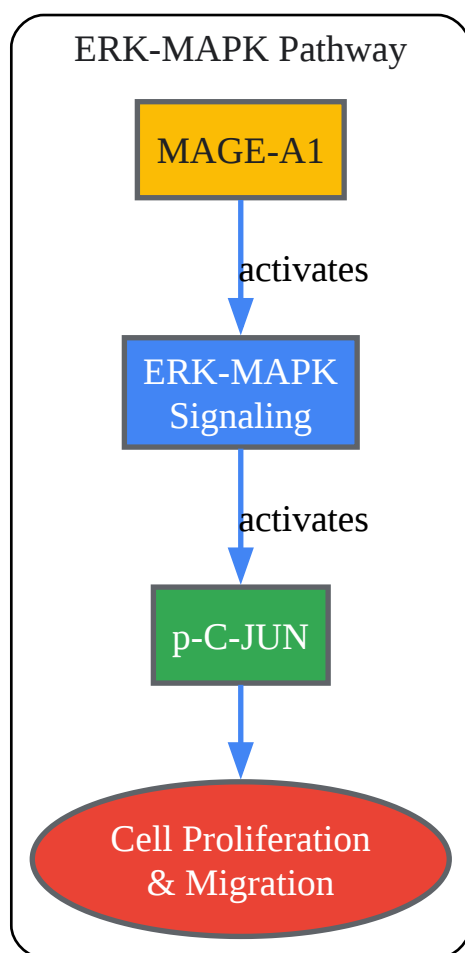 ERK-MAPK Pathway
MAGE-A1
activates
ERK-MAPK
Signaling
activates
p-C-JUN
Cell Proliferation
& Migration